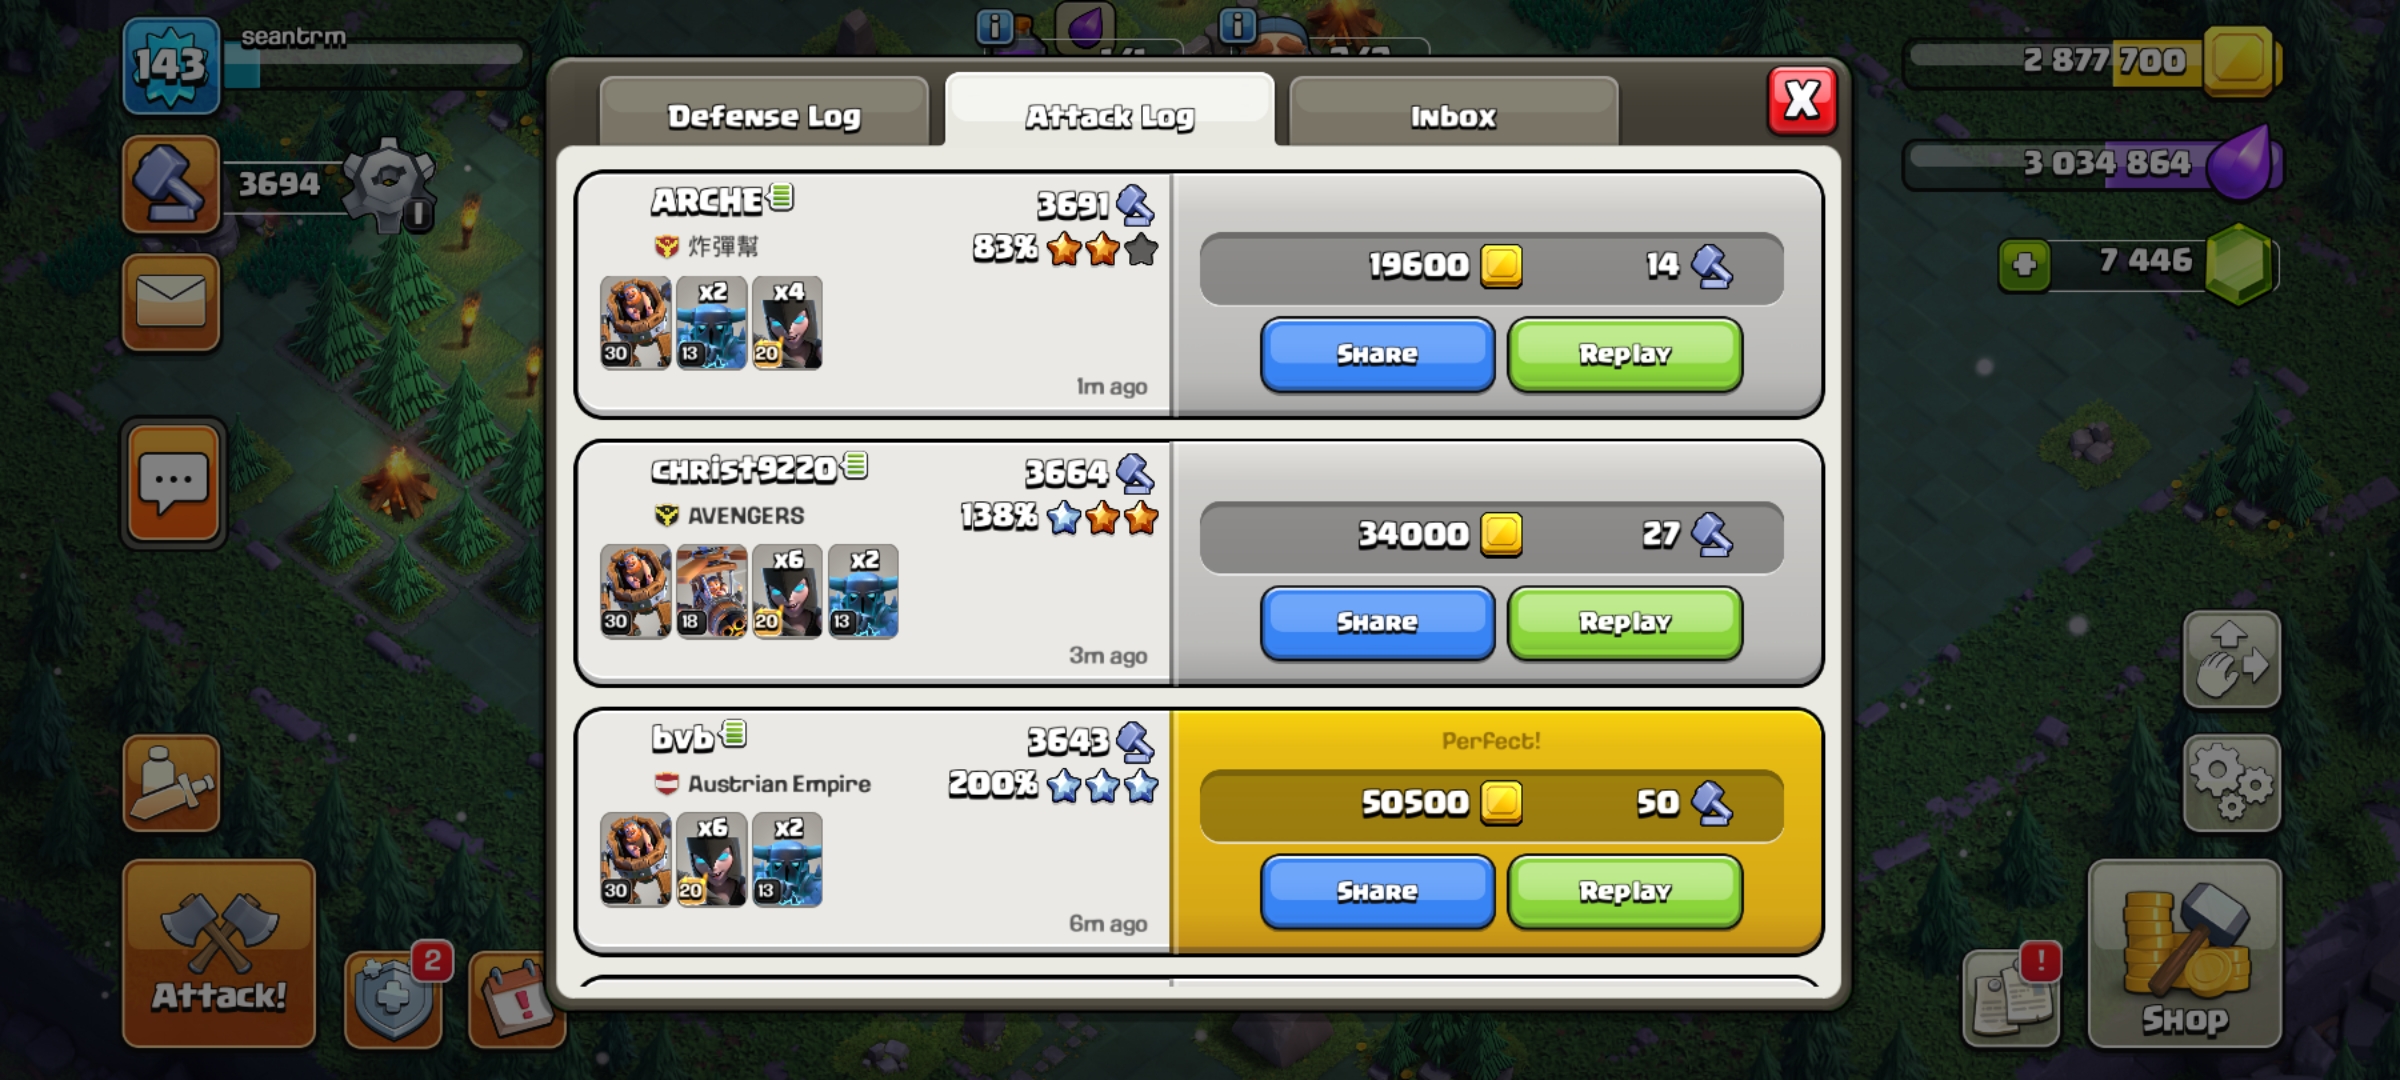 143
seantrm
3694
I
2 877 700
3 034 864
7 446
Defense Log
Attack Log
Inbox
X
ARCHE
3691
炸彈幫
83%
x2
x4
30
13
20
1m ago
19600
14
Share
Replay
christ9220
3664
AVENGERS
138%
x6
x2
30
18
20
13
3m ago
34000
27
Share
Replay
bvb
3643
Austrian Empire
200%
x6
x2
30
20
13
6m ago
Perfect!
50500
50
Share
Replay
Attack!
2
!
!
Shop